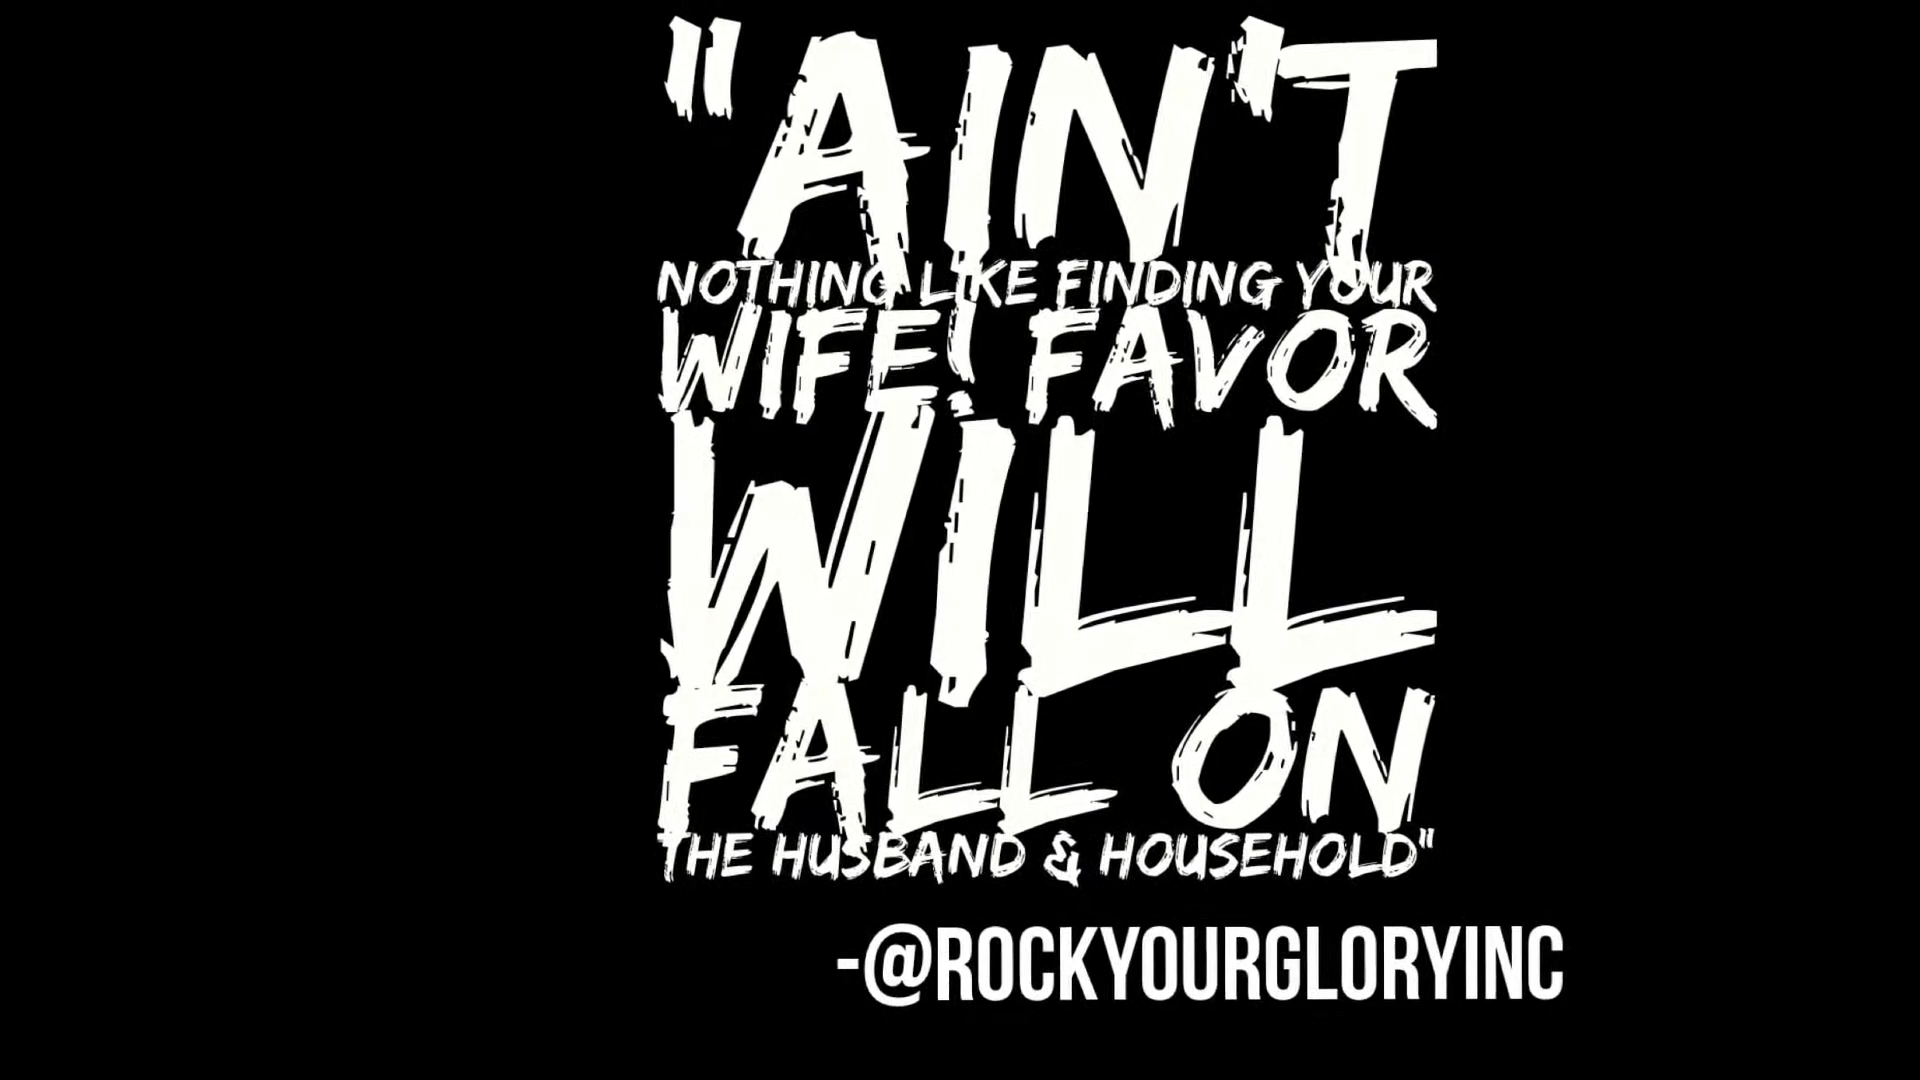 "AIN'T
NOTHING LIKE FINDING YOUR
WIFE! FAVOR
WILL
FALL ON
THE HUSBAND & HOUSEHOLD"
-@ROCKYOURGLORYINC